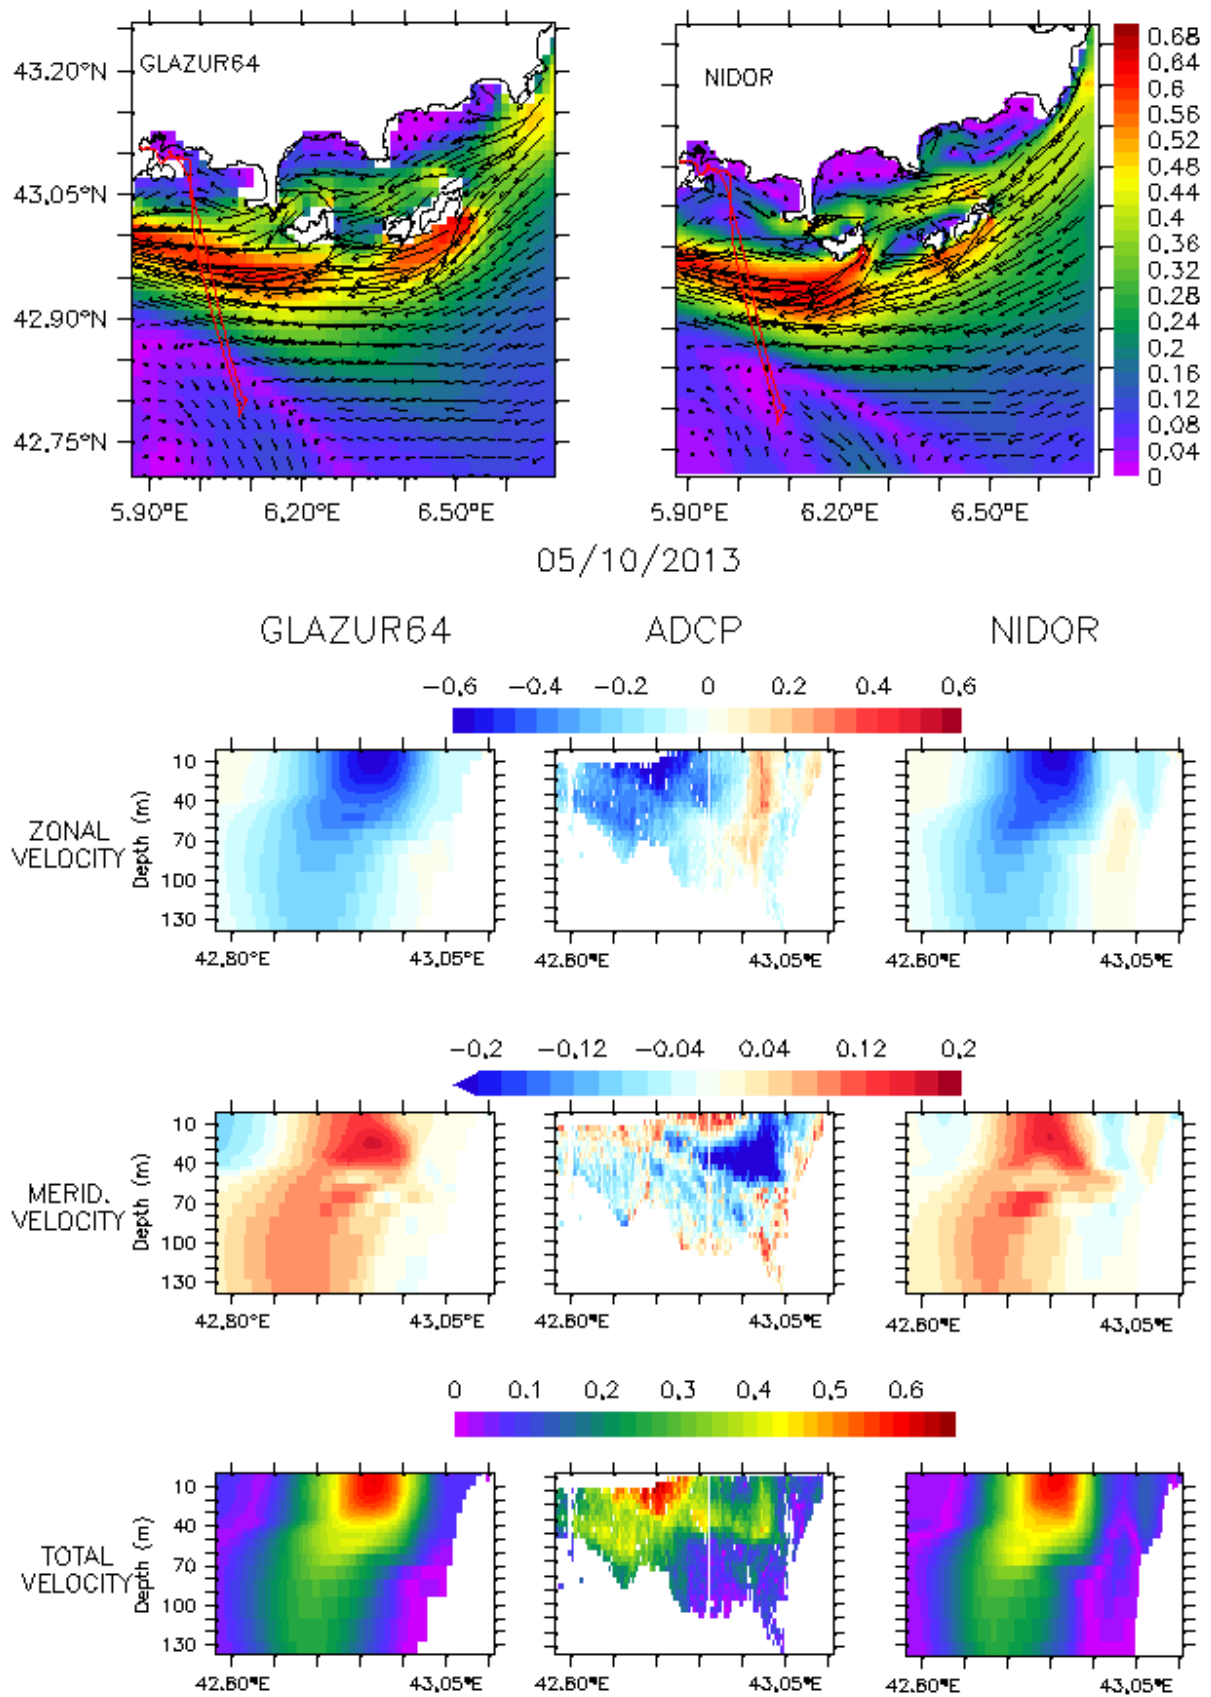 GLAZUR64
NIDOR
43.20°N
43.05°N
42.90°N
42.75°N
0.68
0.64
0.6
0.56
0.52
0.48
0.44
0.4
0.36
0.32
0.28
0.24
0.2
0.16
0.12
0.08
0.04
0
5.90°E 6.20°E 6.50°E
5.90°E 6.20°E 6.50°E
05/10/2013
GLAZUR64 ADCP NIDOR
-0.6 -0.4 -0.2 0 0.2 0.4 0.6
ZONAL
VELOCITY
Depth (m)
10
40
70
100
130
42.80°E 43.05°E
42.80°E 43.05°E
42.80°E 43.05°E
-0.2 -0.12 -0.04 0.04 0.12 0.2
MERID.
VELOCITY
Depth (m)
10
40
70
100
130
42.80°E 43.05°E
42.80°E 43.05°E
42.80°E 43.05°E
0 0.1 0.2 0.3 0.4 0.5 0.6
TOTAL
VELOCITY
Depth (m)
10
40
70
100
130
42.80°E 43.05°E
42.80°E 43.05°E
42.80°E 43.05°E